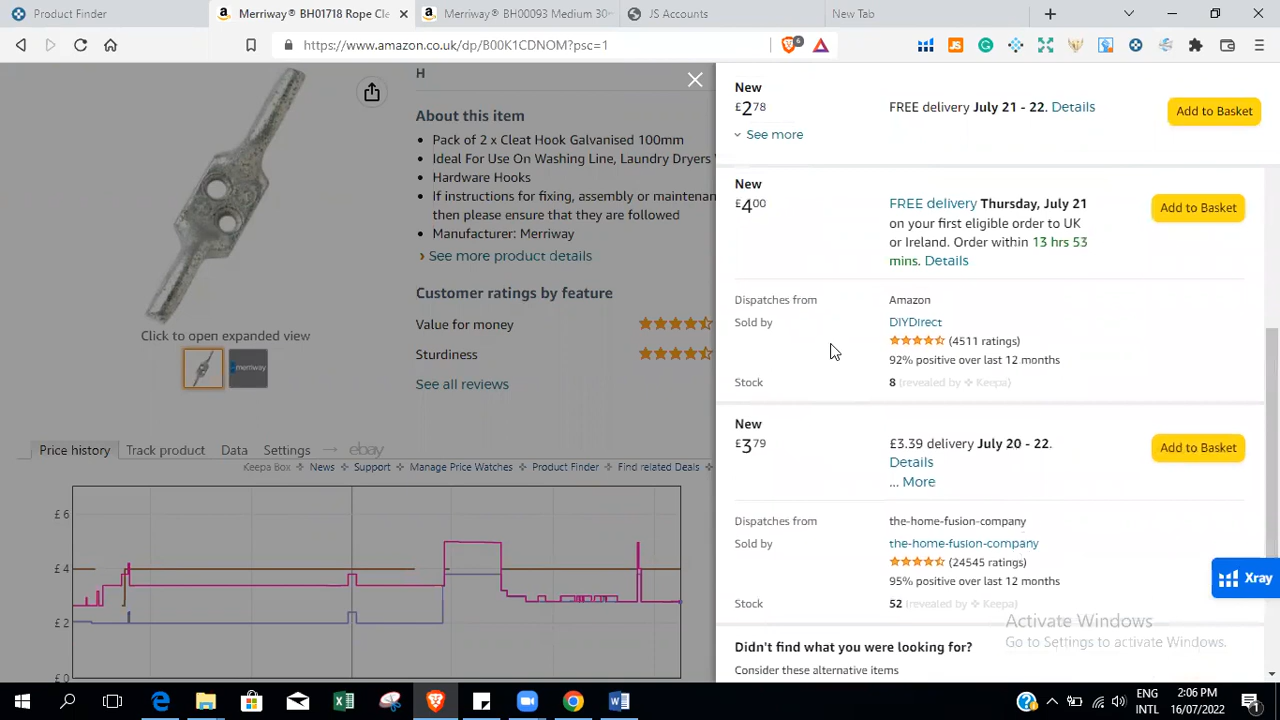 Product Finder
Merriway® BH01718 Rope Cle
Merriway® BH00093 Medium 30
JS Accounts
New Tab
https://www.amazon.co.uk/dp/B00K1CDNOM?psc=1
6
JS
H
About this item
Pack of 2 x Cleat Hook Galvanised 100mm
Ideal For Use On Washing Line, Laundry Dryers
Hardware Hooks
If instructions for fixing, assembly or maintenan
then please ensure that they are followed
Manufacturer: Merriway
See more product details
Customer ratings by feature
Value for money
Sturdiness
See all reviews
Click to open expanded view
merriway
Price history
Track product
Data
Settings
ebay
Keepa Box
News
Support
Manage Price Watches
Product Finder
Find related Deals
£ 6
£ 4
£ 2
£ 0
New
£2.78
FREE delivery July 21 - 22. Details
Add to Basket
See more
New
£4.00
FREE delivery Thursday, July 21
on your first eligible order to UK
or Ireland. Order within 13 hrs 53
mins. Details
Add to Basket
Dispatches from
Amazon
Sold by
DIYDirect
(4511 ratings)
92% positive over last 12 months
Stock
8 (revealed by Keepa)
New
£3.79
£3.39 delivery July 20 - 22.
Details
... More
Add to Basket
Dispatches from
the-home-fusion-company
Sold by
the-home-fusion-company
(24545 ratings)
95% positive over last 12 months
Stock
52 (revealed by Keepa)
Xray
Didn't find what you were looking for?
Consider these alternative items
Activate Windows
Go to Settings to activate Windows.
ENG
INTL
2:06 PM
16/07/2022
1